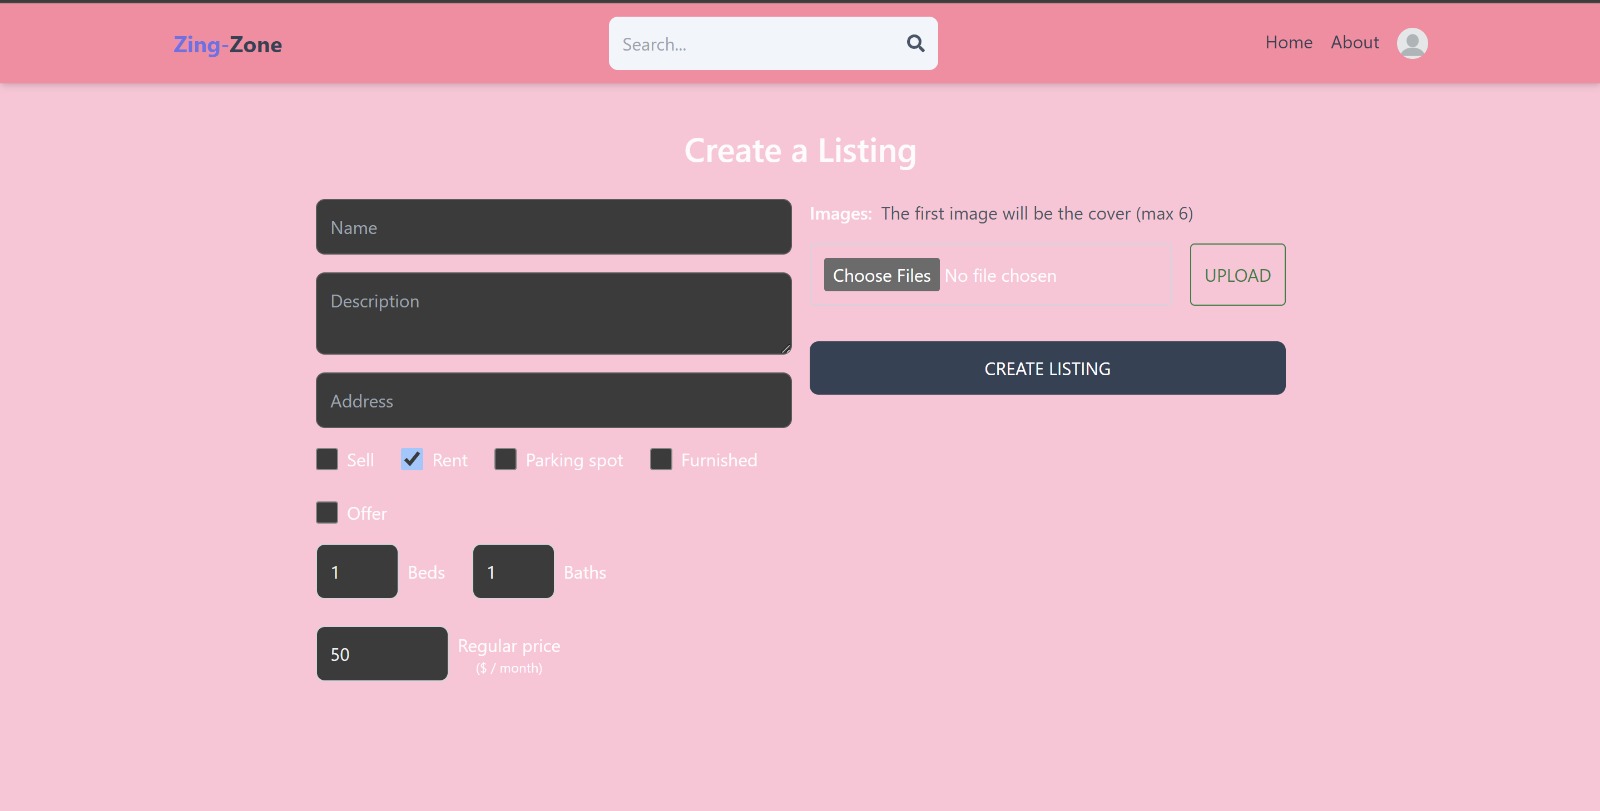 Zing-Zone
Search...
Home
About
Create a Listing
Name
Description
Address
Sell
Rent
Parking spot
Furnished
Offer
1
Beds
1
Baths
50
Regular price
($ / month)
Images: The first image will be the cover (max 6)
Choose Files No file chosen
UPLOAD
CREATE LISTING